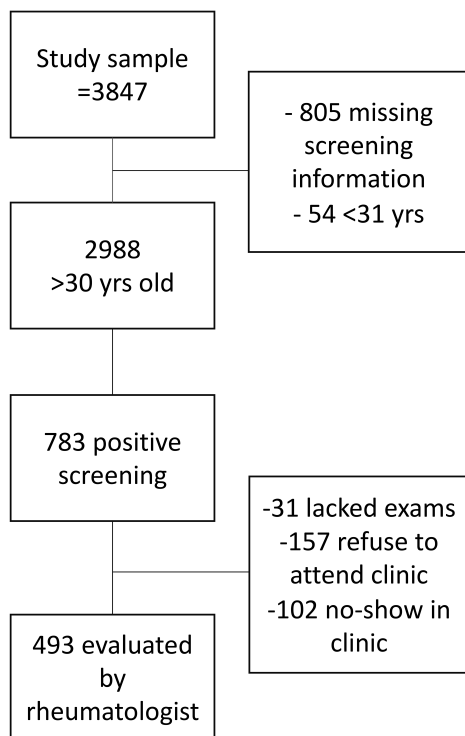 Study sample
=3847
- 805 missing
screening
information
- 54 <31 yrs
2988
>30 yrs old
783 positive
screening
-31 lacked exams
-157 refuse to
attend clinic
-102 no-show in
clinic
493 evaluated
by
rheumatologist